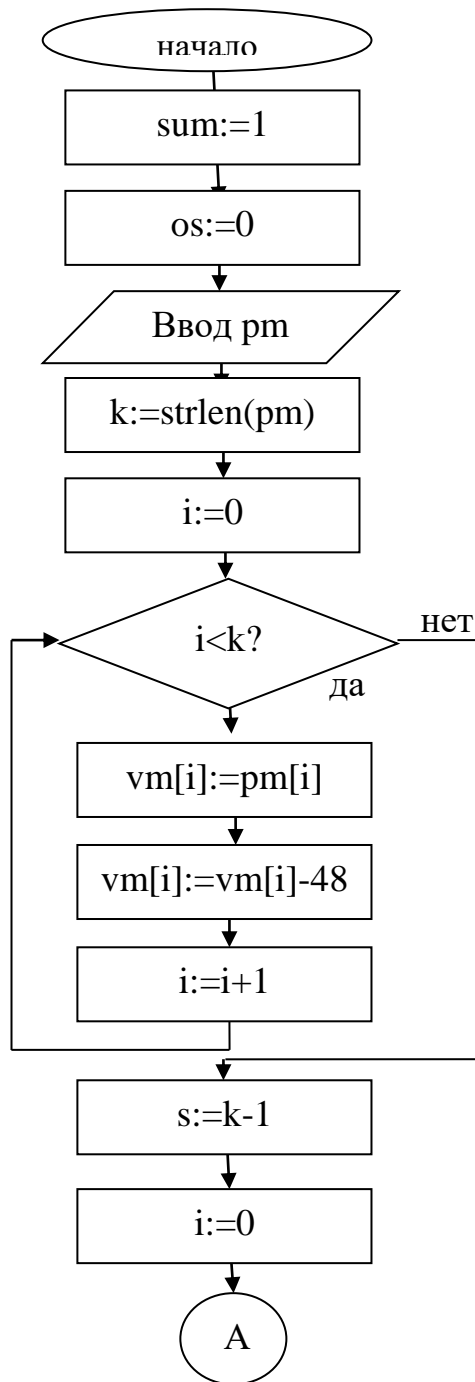 начало
sum:=1
os:=0
Ввод pm
k:=strlen(pm)
i:=0
i<k?
нет
да
vm[i]:=pm[i]
vm[i]:=vm[i]-48
i:=i+1
s:=k-1
i:=0
А